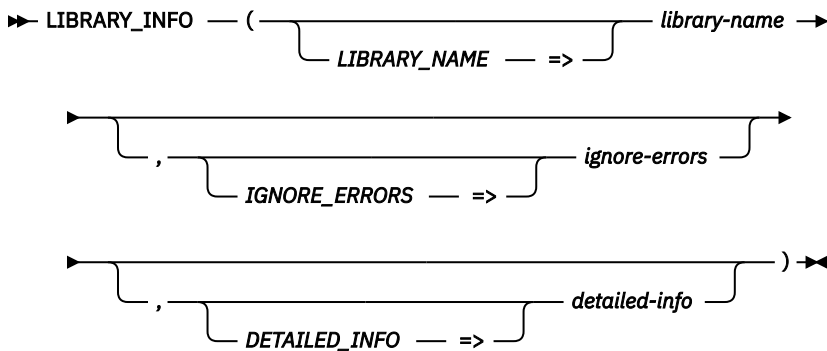 LIBRARY_INFO ( library-name
LIBRARY_NAME =>
, ignore-errors
IGNORE_ERRORS =>
)
, detailed-info
DETAILED_INFO =>